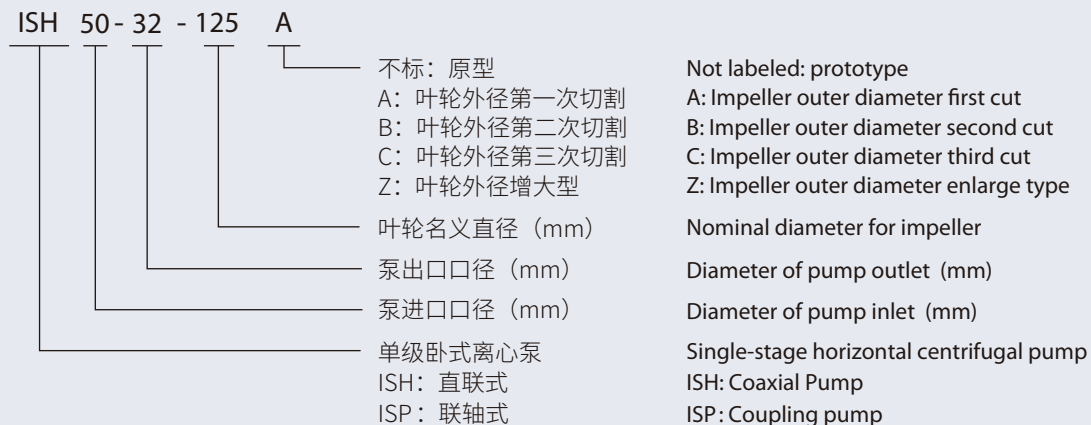 ISH 50 - 32 - 125 A
不标：原型 Not labeled: prototype
A：叶轮外径第一次切割 A: Impeller outer diameter first cut
B：叶轮外径第二次切割 B: Impeller outer diameter second cut
C：叶轮外径第三次切割 C: Impeller outer diameter third cut
Z：叶轮外径增大型 Z: Impeller outer diameter enlarge type
叶轮名义直径（mm） Nominal diameter for impeller
泵出口口径（mm） Diameter of pump outlet (mm)
泵进口口径（mm） Diameter of pump inlet (mm)
单级卧式离心泵 Single-stage horizontal centrifugal pump
ISH：直联式 ISH: Coaxial Pump
ISP：联轴式 ISP: Coupling pump